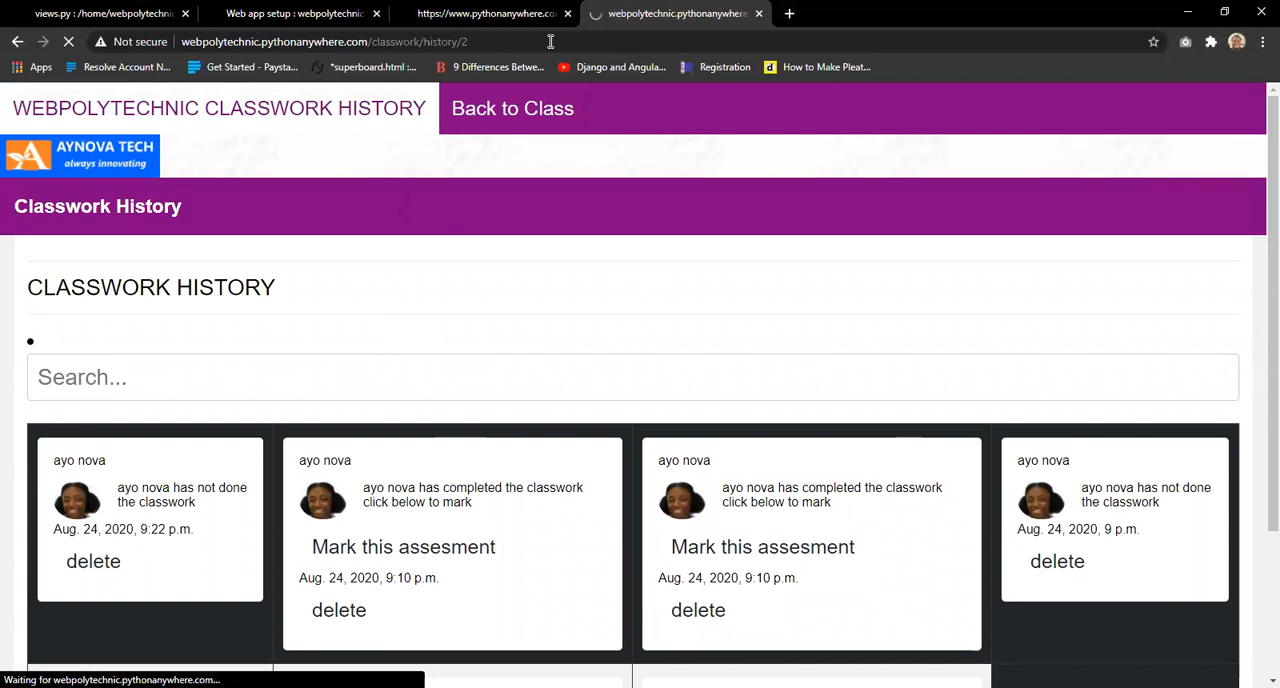 views.py : /home/webpolytechnic
Web app setup : webpolytechnic
https://www.pythonanywhere.co
webpolytechnic.pythonanywhere
Not secure
webpolytechnic.pythonanywhere.com/classwork/history/2
Apps
Resolve Account N...
Get Started - Paysta...
*superboard.html :...
9 Differences Betwe...
Django and Angula...
Registration
How to Make Pleat...
WEBPOLYTECHNIC CLASSWORK HISTORY
Back to Class
AYNOVA TECH
always innovating
Classwork History
CLASSWORK HISTORY
Search...
ayo nova
ayo nova has not done
the classwork
Aug. 24, 2020, 9:22 p.m.
delete
ayo nova
ayo nova has completed the classwork
click below to mark
Mark this assesment
Aug. 24, 2020, 9:10 p.m.
delete
ayo nova
ayo nova has completed the classwork
click below to mark
Mark this assesment
Aug. 24, 2020, 9:10 p.m.
delete
ayo nova
ayo nova has not done
the classwork
Aug. 24, 2020, 9 p.m.
delete
Waiting for webpolytechnic.pythonanywhere.com...